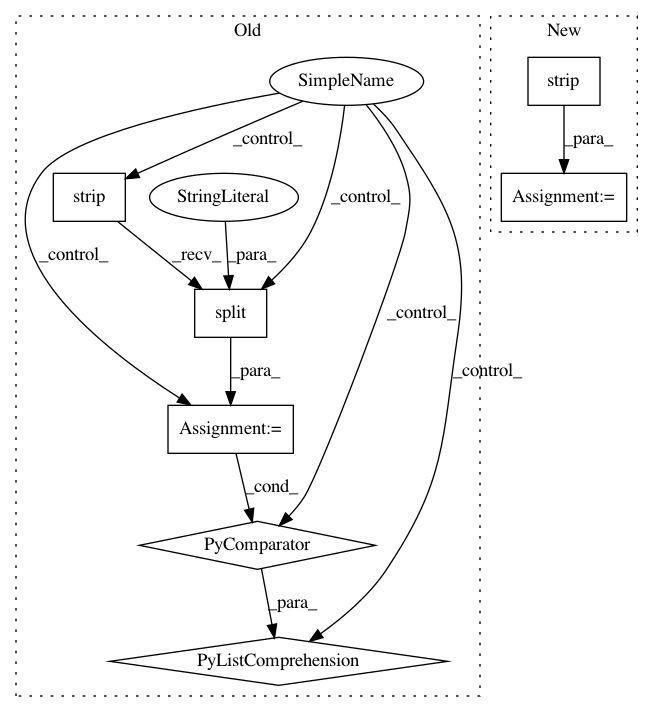 Old
New
SimpleName
strip
_control_
_para_
strip
StringLiteral
_control_
Assignment:=
_control_
_recv_
_para_
split
_control_
_control_
_para_
Assignment:=
_cond_
PyComparator
_para_
PyListComprehension